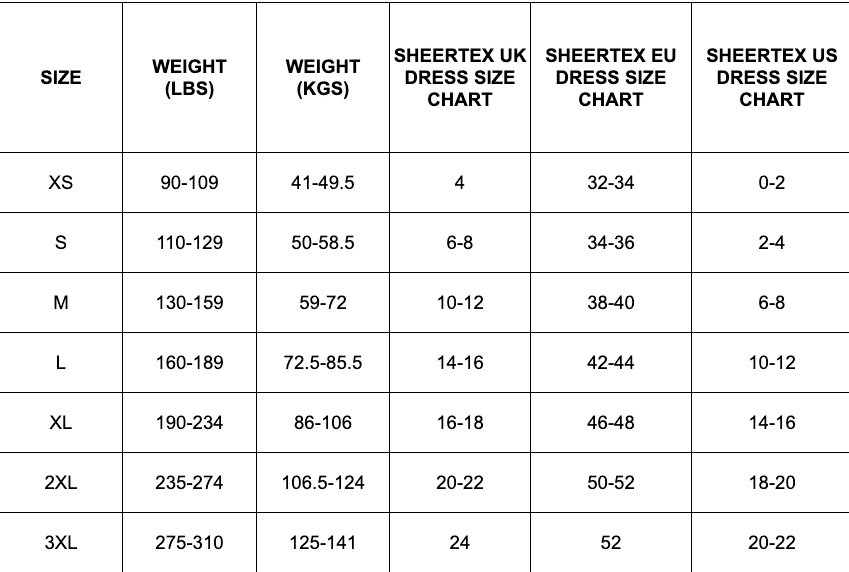 SIZE WEIGHT (LBS) WEIGHT (KGS) SHEERTEX UK DRESS SIZE CHART SHEERTEX EU DRESS SIZE CHART SHEERTEX US DRESS SIZE CHART
XS 90-109 41-49.5 4 32-34 0-2
S 110-129 50-58.5 6-8 34-36 2-4
M 130-159 59-72 10-12 38-40 6-8
L 160-189 72.5-85.5 14-16 42-44 10-12
XL 190-234 86-106 16-18 46-48 14-16
2XL 235-274 106.5-124 20-22 50-52 18-20
3XL 275-310 125-141 24 52 20-22